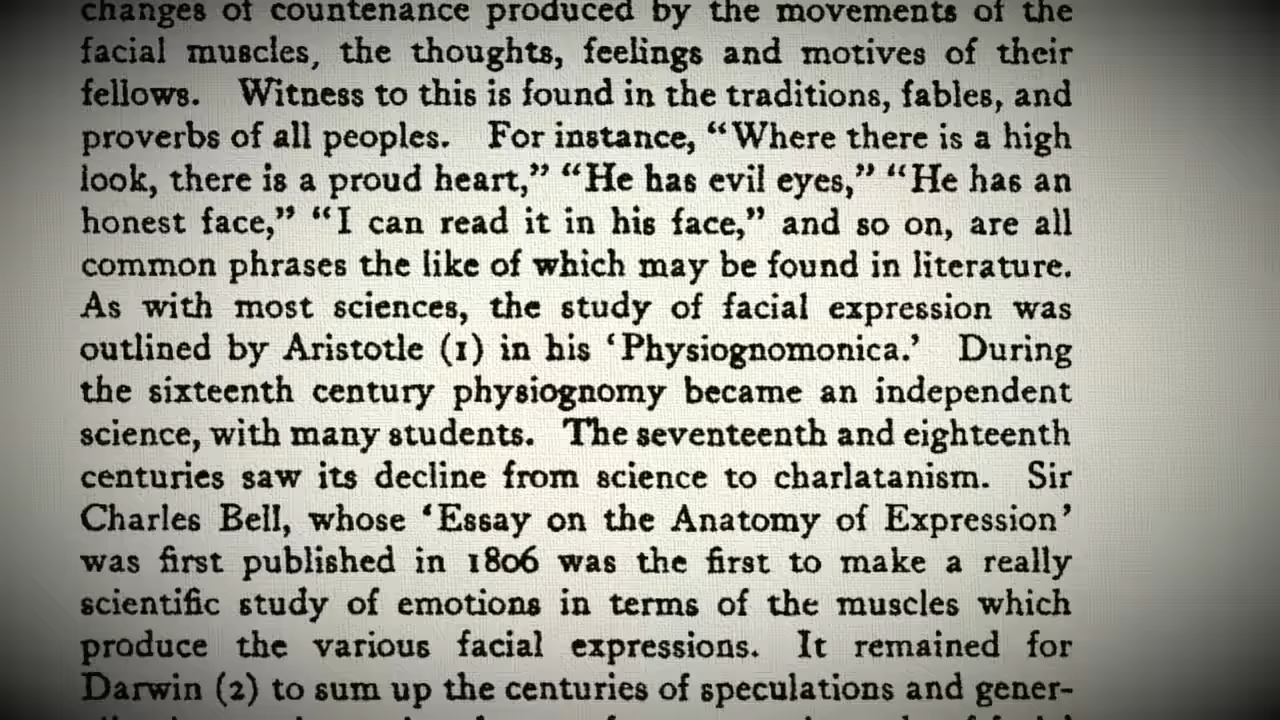 changes of countenance produced by the movements of the
facial muscles, the thoughts, feelings and motives of their
fellows. Witness to this is found in the traditions, fables, and
proverbs of all peoples. For instance, “Where there is a high
look, there is a proud heart,” “He has evil eyes,” “He has an
honest face,” “I can read it in his face,” and so on, are all
common phrases the like of which may be found in literature.
As with most sciences, the study of facial expression was
outlined by Aristotle (1) in his ‘Physiognomonica.’ During
the sixteenth century physiognomy became an independent
science, with many students. The seventeenth and eighteenth
centuries saw its decline from science to charlatanism. Sir
Charles Bell, whose ‘Essay on the Anatomy of Expression’
was first published in 1806 was the first to make a really
scientific study of emotions in terms of the muscles which
produce the various facial expressions. It remained for
Darwin (2) to sum up the centuries of speculations and gener-